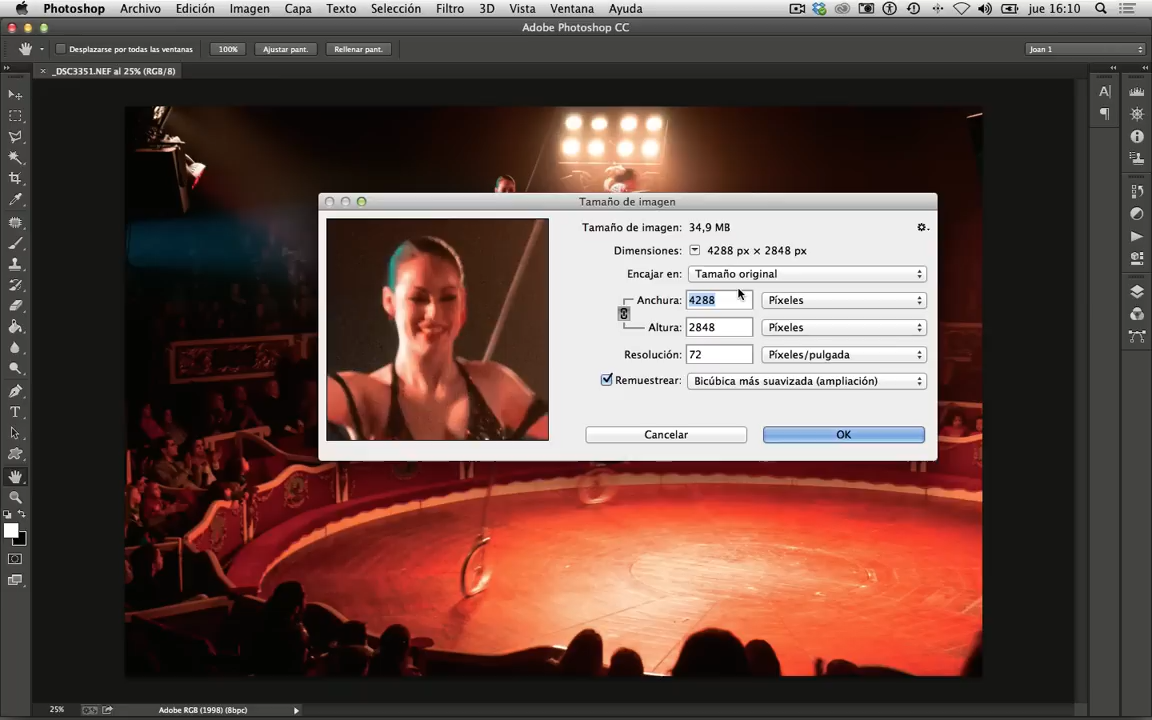 Photoshop Archivo Edición Imagen Capa Texto Selección Filtro 3D Vista Ventana Ayuda jue 16:10
Adobe Photoshop CC
Desplazarse por todas las ventanas 100% Ajustar pant. Rellenar pant. Joan 1
_DSC3351.NEF al 25% (RGB/8)
Tamaño de imagen
Tamaño de imagen: 34,9 MB
Dimensiones: 4288 px × 2848 px
Encajar en: Tamaño original
Anchura: 4288 Píxeles
Altura: 2848 Píxeles
Resolución: 72 Píxeles/pulgada
Remuestrear: Bicúbica más suavizada (ampliación)
Cancelar OK
25% Adobe RGB (1998) (8bpc)